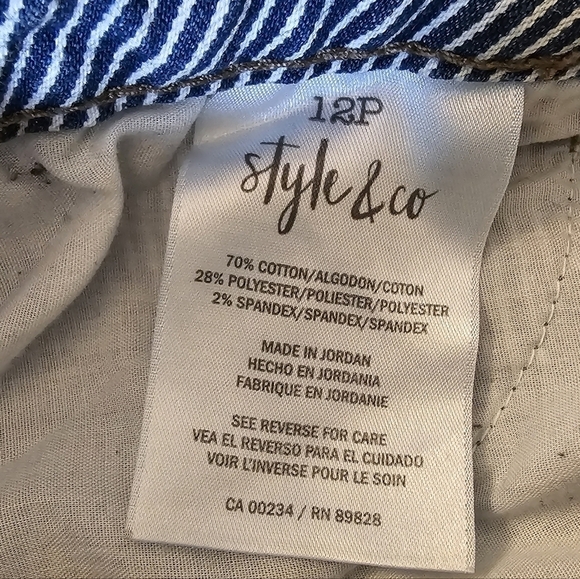 12P
style & co
70% COTTON/ALGODON/COTON
28% POLYESTER/POLIESTER/POLYESTER
2% SPANDEX/SPANDEX/SPANDEX
MADE IN JORDAN
HECHO EN JORDANIA
FABRIQUE EN JORDANIE
SEE REVERSE FOR CARE
VEA EL REVERSO PARA EL CUIDADO
VOIR L'INVERSE POUR LE SOIN
CA 00234 / RN 89828